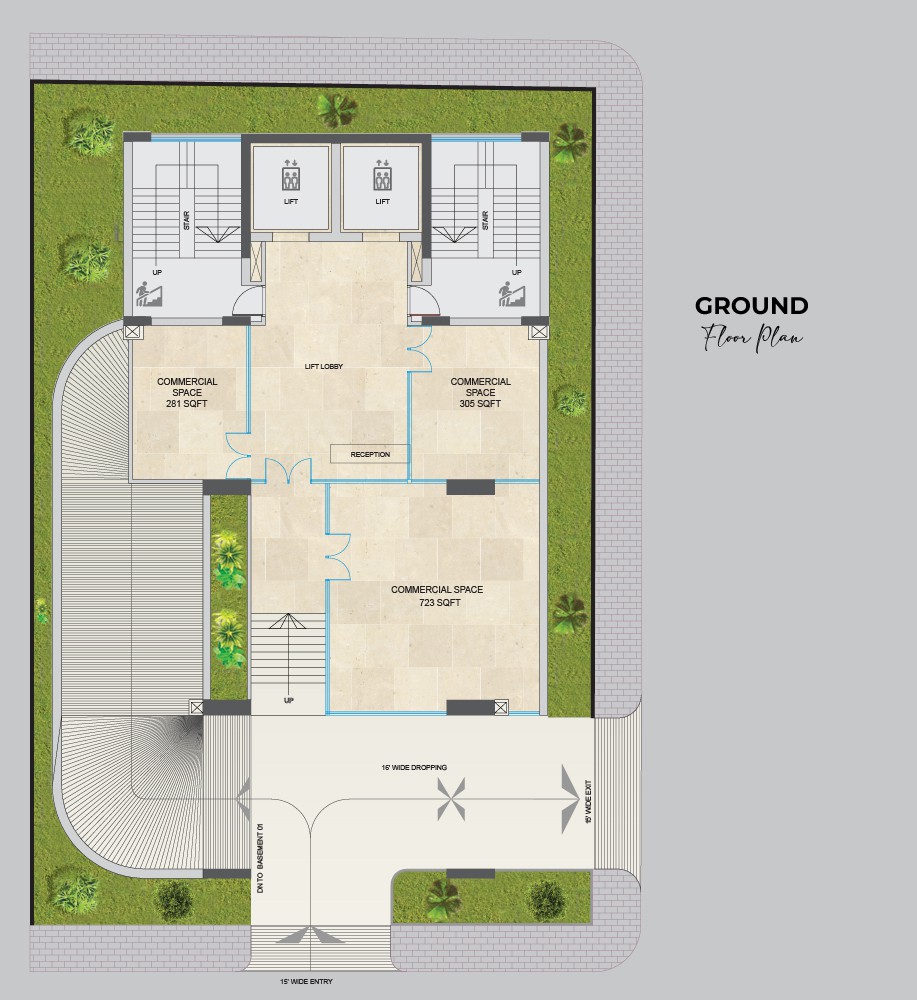 LIFT
LIFT
STAIR
STAIR
UP
UP
GROUND
Floor Plan
LIFT LOBBY
COMMERCIAL
SPACE
281 SQFT
COMMERCIAL
SPACE
305 SQFT
RECEPTION
COMMERCIAL SPACE
723 SQFT
UP
16' WIDE DROPPING
15' WIDE EXIT
DN TO BASEMENT 01
15' WIDE ENTRY